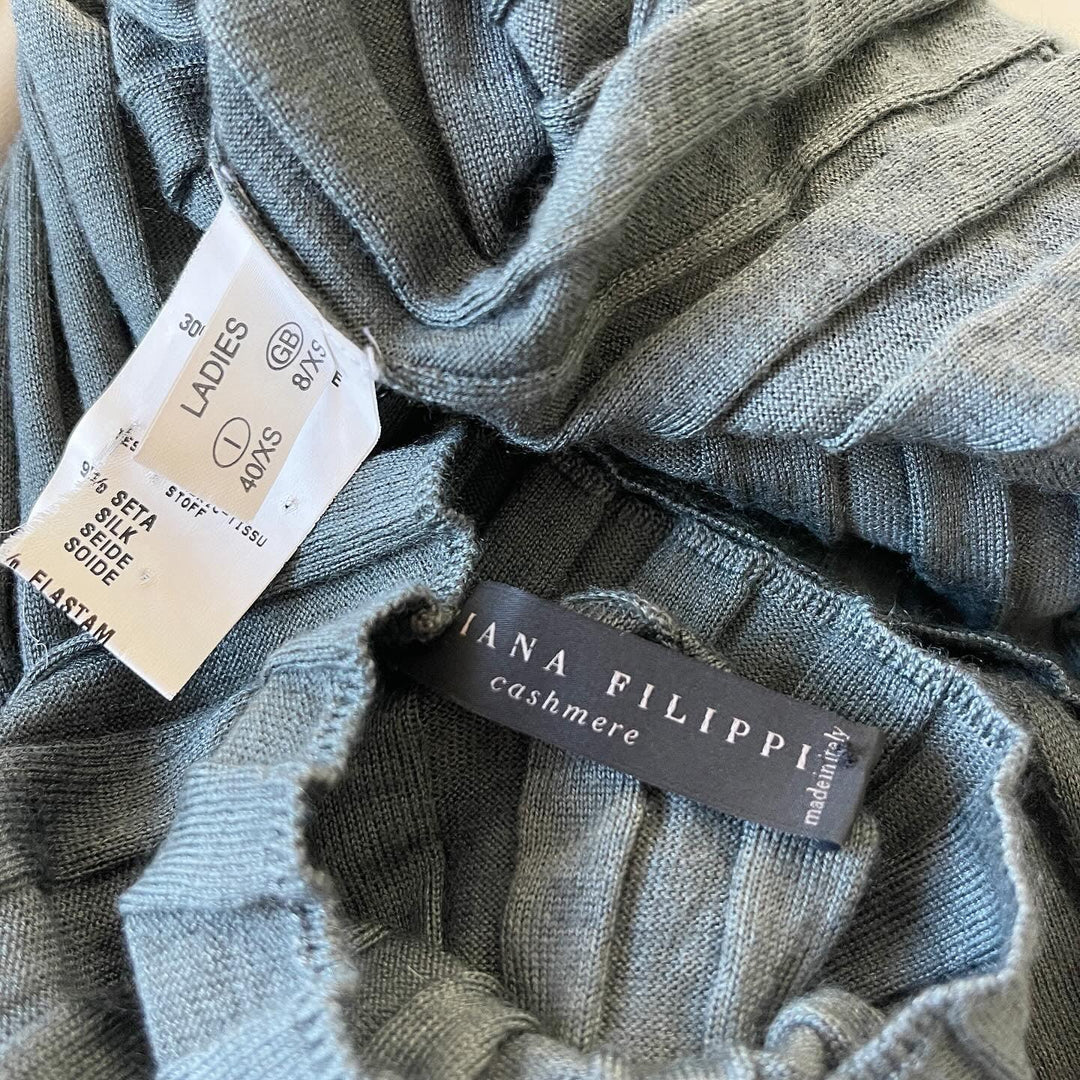 LADIES
GB
8/XS
I
40/XS
STOFF
TISSU
SETA
SILK
SEIDE
SOIDE
ELASTAM
IANA FILIPPI
cashmere
made in italy